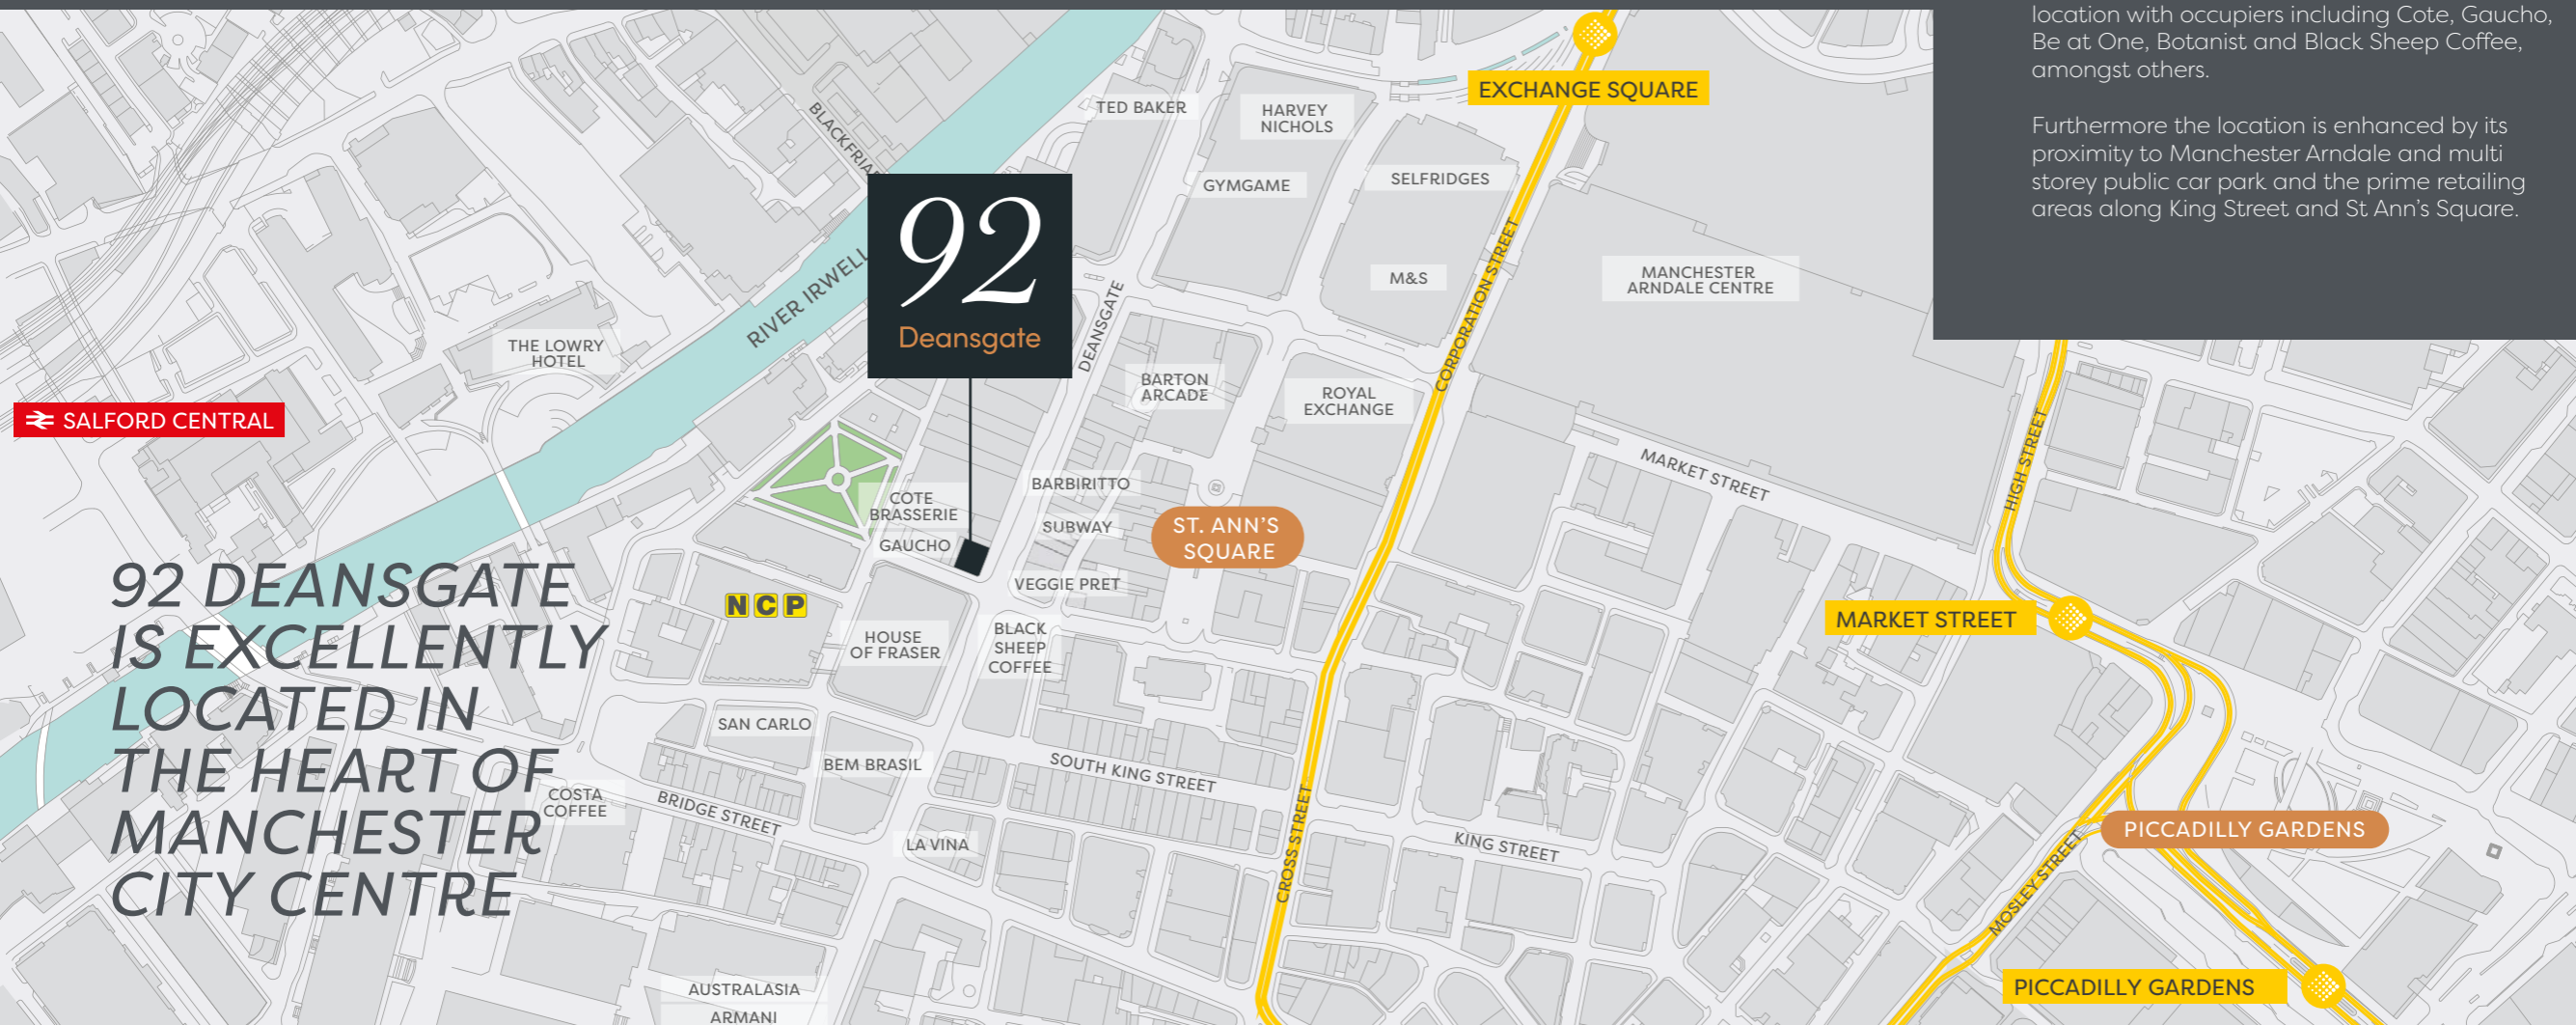 location with occupiers including Cote, Gaucho,
Be at One, Botanist and Black Sheep Coffee,
amongst others.
Furthermore the location is enhanced by its
proximity to Manchester Arndale and multi
storey public car park and the prime retailing
areas along King Street and St Ann's Square.
EXCHANGE SQUARE
TED BAKER
HARVEY
NICHOLS
GYMGAME
SELFRIDGES
M&S
MANCHESTER
ARNDALE CENTRE
CORPORATION STREET
RIVER IRWELL
92
Deansgate
DEANSGATE
THE LOWRY
HOTEL
BARTON
ARCADE
ROYAL
EXCHANGE
SALFORD CENTRAL
MARKET STREET
HIGH STREET
BARBIRITTO
COTE
BRASSERIE
SUBWAY
GAUCHO
ST. ANN'S
SQUARE
VEGGIE PRET
NCP
HOUSE
OF FRASER
BLACK
SHEEP
COFFEE
MARKET STREET
92 DEANSGATE
IS EXCELLENTLY
LOCATED IN
THE HEART OF
MANCHESTER
CITY CENTRE
SAN CARLO
BEM BRASIL
SOUTH KING STREET
COSTA
COFFEE
BRIDGE STREET
LA VINA
CROSS STREET
KING STREET
PICCADILLY GARDENS
MOSLEY STREET
PICCADILLY GARDENS
AUSTRALASIA
ARMANI